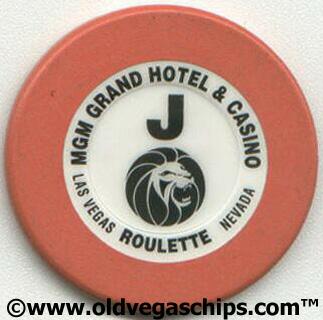 MGM GRAND HOTEL & CASINO
J
LAS VEGAS ROULETTE NEVADA
©www.oldvegaschips.com™